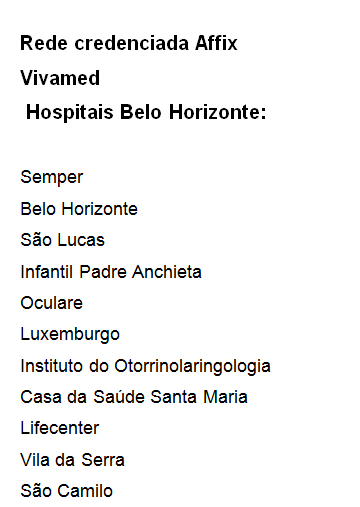 Rede credenciada Affix
Vivamed
Hospitais Belo Horizonte:
Semper
Belo Horizonte
São Lucas
Infantil Padre Anchieta
Oculare
Luxemburgo
Instituto do Otorrinolaringologia
Casa da Saúde Santa Maria
Lifecenter
Vila da Serra
São Camilo